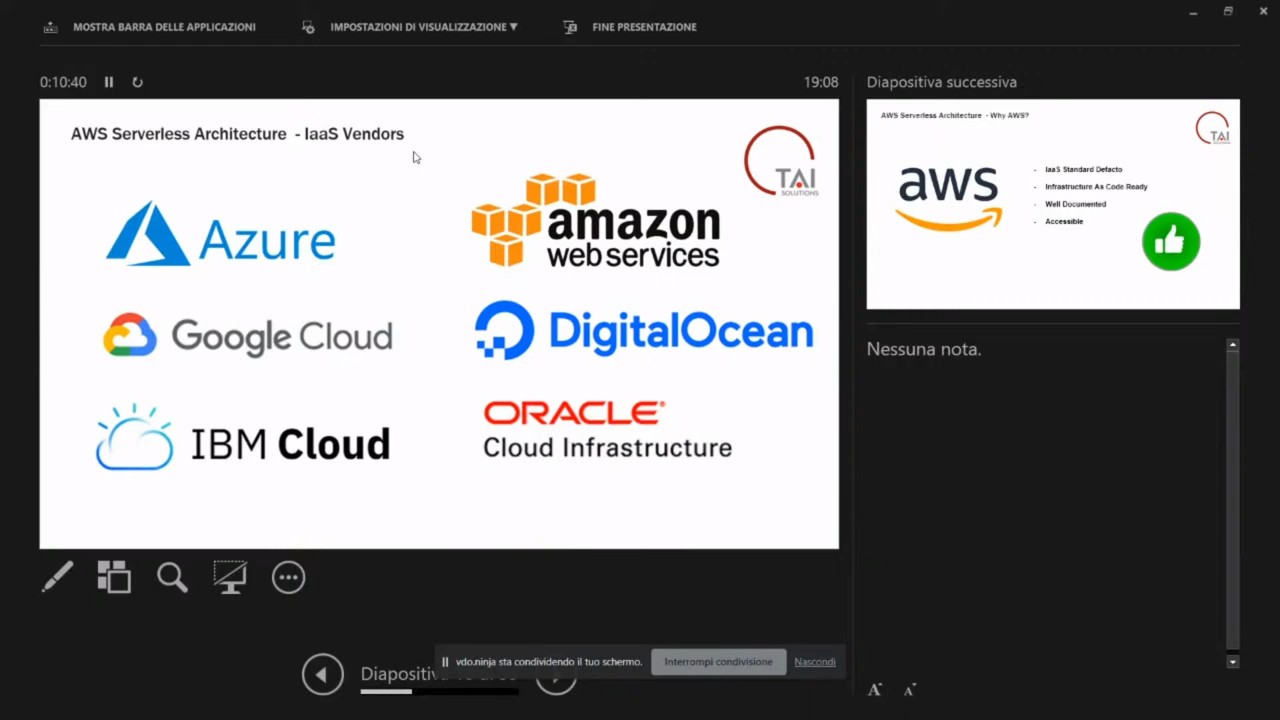 MOSTRA BARRA DELLE APPLICAZIONI
IMPOSTAZIONI DI VISUALIZZAZIONE ▼
FINE PRESENTAZIONE
0:10:40
19:08
AWS Serverless Architecture - IaaS Vendors
TAI
SOLUTIONS
Azure
amazon
web services
Google Cloud
DigitalOcean
IBM Cloud
ORACLE®
Cloud Infrastructure
Diapositiva successiva
AWS Serverless Architecture - Why AWS?
TAI
SOLUTIONS
aws
- IaaS Standard Defacto
- Infrastructure As Code Ready
- Well Documented
- Accessible
Nessuna nota.
vdo.ninja sta condividendo il tuo schermo.
Interrompi condivisione
Nascondi
A A